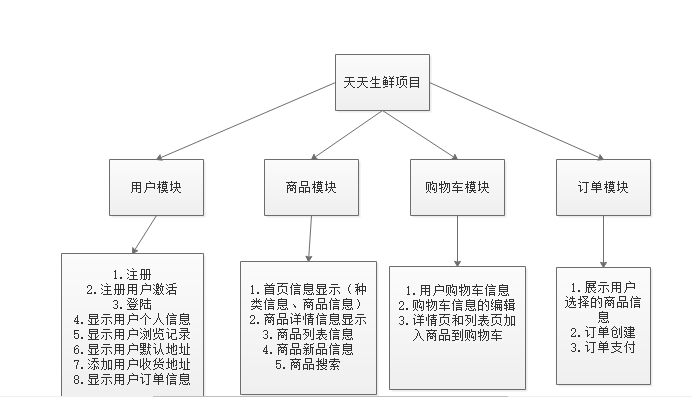 天天生鲜项目
用户模块
商品模块
购物车模块
订单模块
1.注册
2.注册用户激活
3.登陆
4.显示用户个人信息
5.显示用户浏览记录
6.显示用户默认地址
7.添加用户收货地址
8.显示用户订单信息
1.首页信息显示（种
类信息、商品信息）
2.商品详情信息显示
3.商品列表信息
4.商品新品信息
5.商品搜索
1.用户购物车信息
2.购物车信息的编辑
3.详情页和列表页加
入商品到购物车
1.展示用户
选择的商品信
息
2.订单创建
3.订单支付